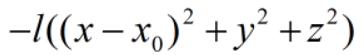 −l((x − x₀)² + y² + z²)